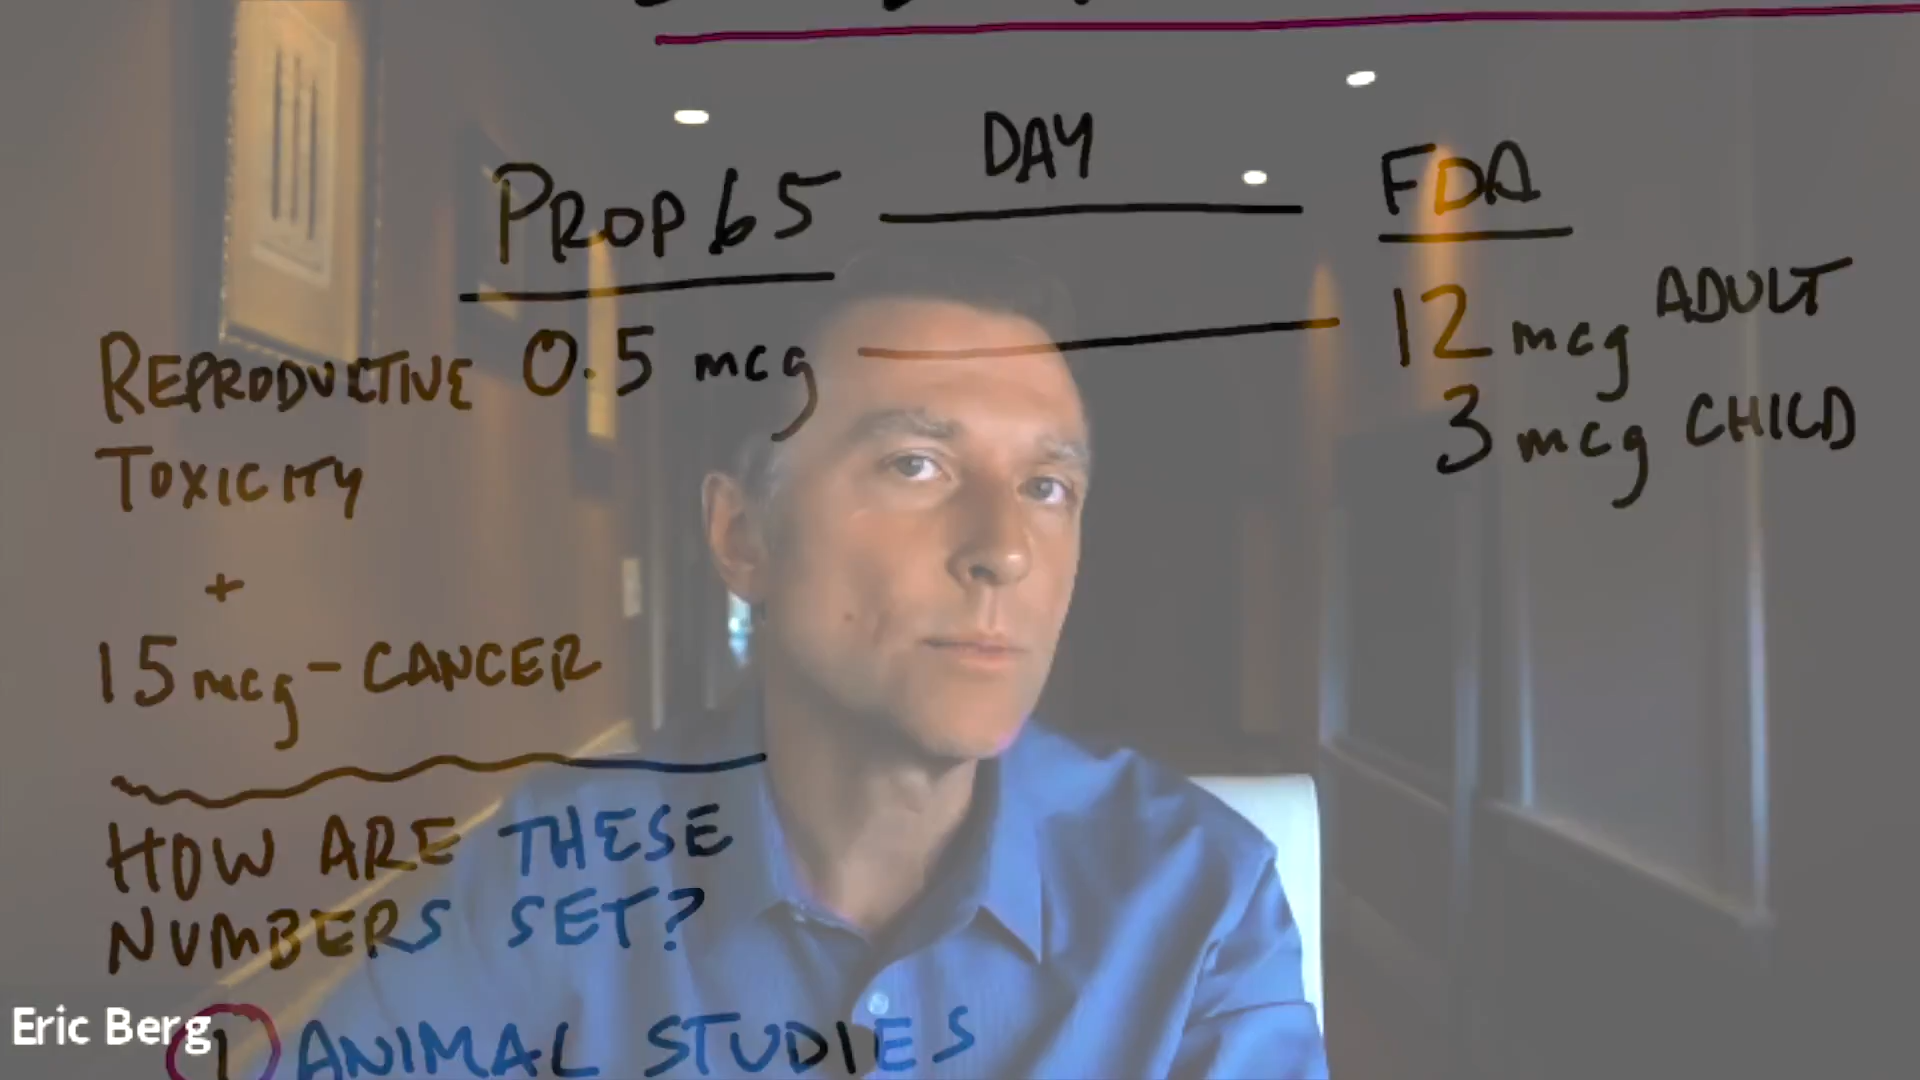 DAY
PROP 65
FDA
REPRODUCTIVE 0.5 mcg
12 mcg ADULT
TOXICITY
3 mcg CHILD
+
15 mcg - CANCER
HOW ARE THESE
NUMBERS SET?
Eric Berg
1 ANIMAL STUDIES